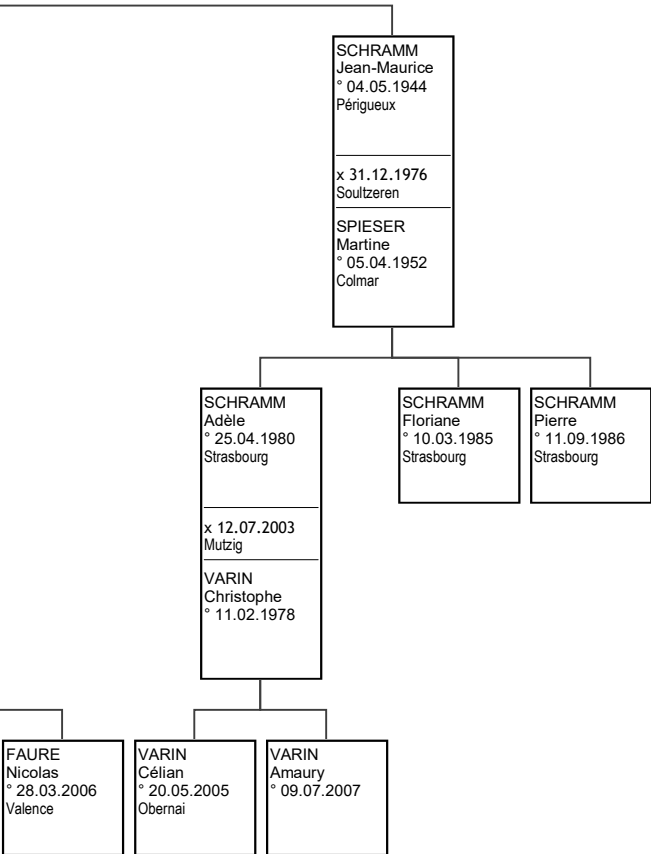 SCHRAMM
Jean-Maurice
° 04.05.1944
Périgueux
x 31.12.1976
Soultzeren
SPIESER
Martine
° 05.04.1952
Colmar
SCHRAMM
Adèle
° 25.04.1980
Strasbourg
x 12.07.2003
Mutzig
VARIN
Christophe
° 11.02.1978
SCHRAMM
Floriane
° 10.03.1985
Strasbourg
SCHRAMM
Pierre
° 11.09.1986
Strasbourg
FAURE
Nicolas
° 28.03.2006
Valence
VARIN
Célian
° 20.05.2005
Obernai
VARIN
Amaury
° 09.07.2007